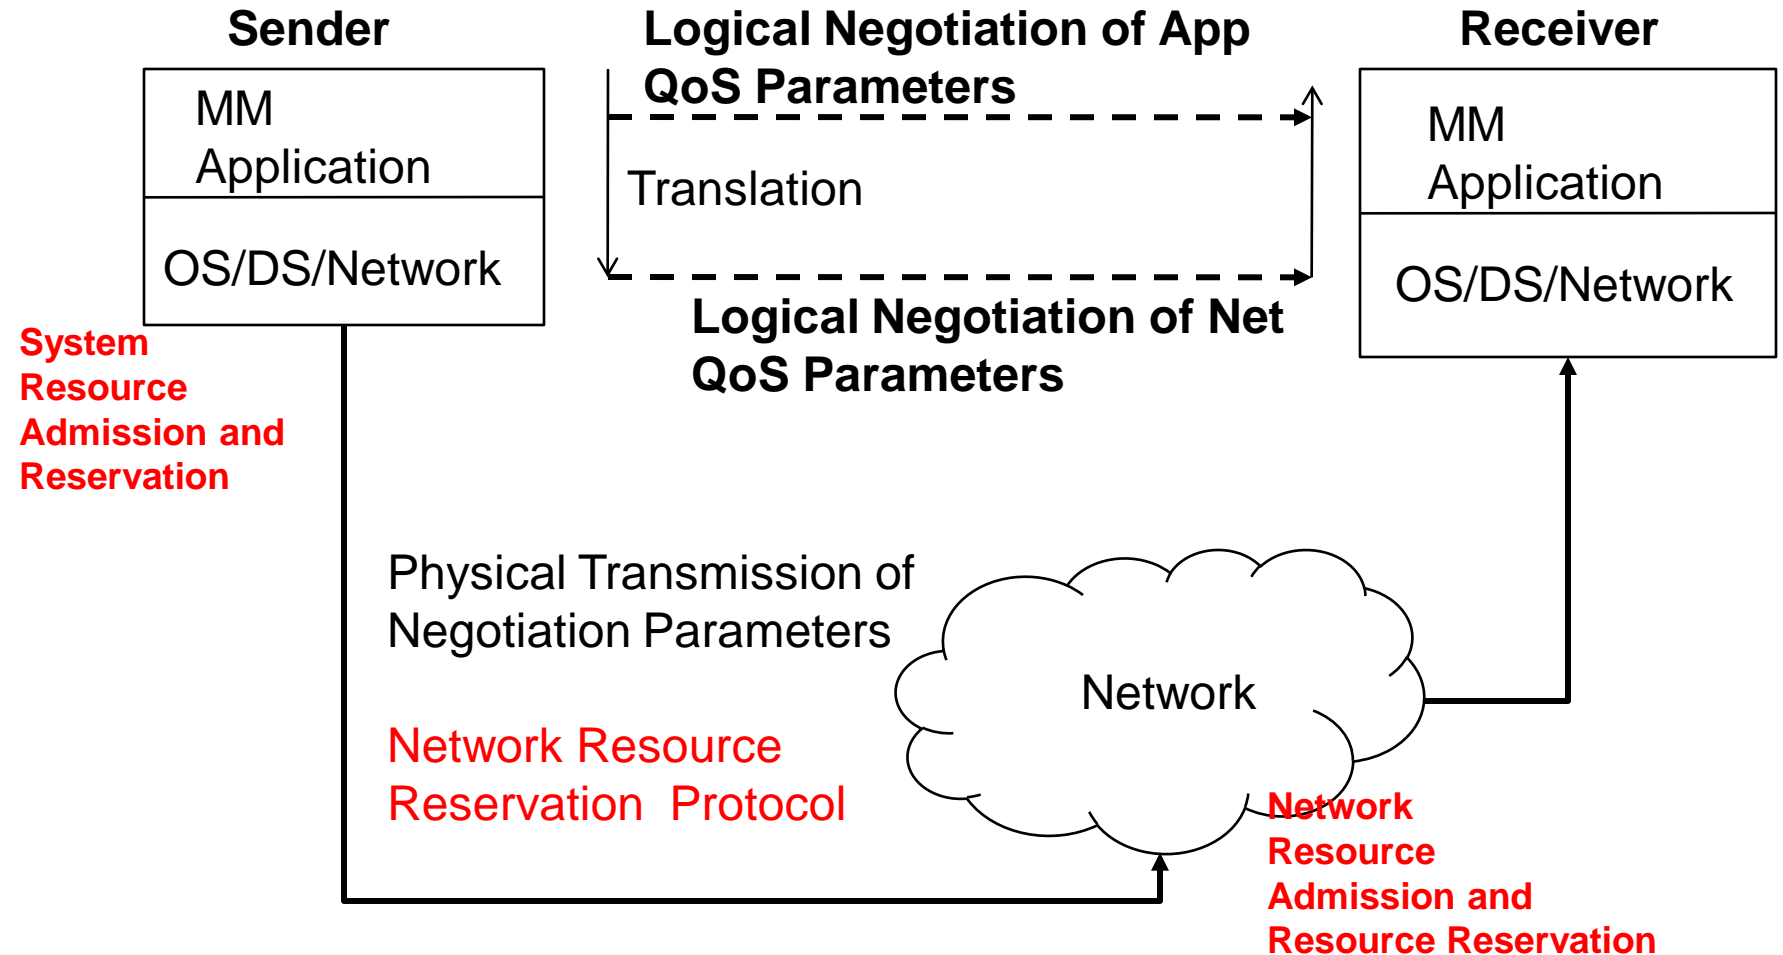 Sender
MM
Application
OS/DS/Network
System
Resource
Admission and
Reservation
Logical Negotiation of App
QoS Parameters
Translation
Logical Negotiation of Net
QoS Parameters
Receiver
MM
Application
OS/DS/Network
Physical Transmission of
Negotiation Parameters
Network Resource
Reservation  Protocol
Network
Network
Resource
Admission and
Resource Reservation